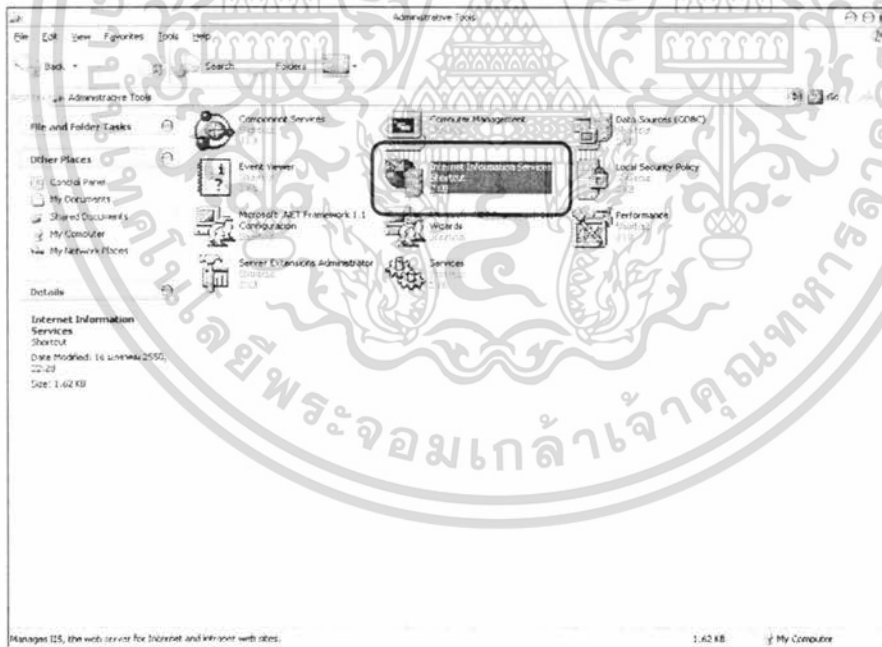 Administrative Tools
File Edit View Favorites Tools Help
Back Search Folders
Administrative Tools Go
File and Folder Tasks
Other Places
Control Panel
My Documents
Shared Documents
My Computer
My Network Places
Details
Internet Information
Services
Shortcut
Date Modified: 16 มกราคม 2550,
Size: 1.62 KB
Component Services
Shortcut
Computer Management
Data Sources (ODBC)
Event Viewer
Internet Information Services
Shortcut
2 KB
Local Security Policy
Microsoft .NET Framework 1.1
Configuration
Wizards
Performance
Server Extensions Administrator
Services
พระจอมเกล้าเจ้าคุณทหาร
Manages IIS, the web server for Internet and intranet web sites. 1.62 KB My Computer